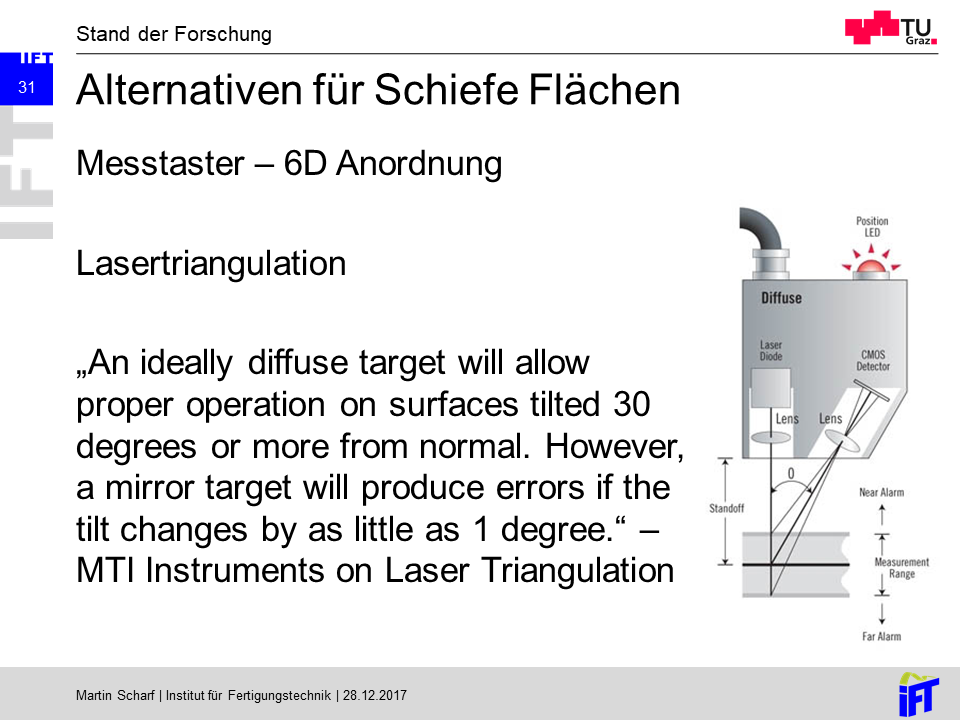 Stand der Forschung
TU
Graz
IFT
31
IFT
Alternativen für Schiefe Flächen
Messtaster – 6D Anordnung
Lasertriangulation
„An ideally diffuse target will allow
proper operation on surfaces tilted 30
degrees or more from normal. However,
a mirror target will produce errors if the
tilt changes by as little as 1 degree.“ –
MTI Instruments on Laser Triangulation
Position
LED
Diffuse
Laser
Diode
CMOS
Detector
Lens
Lens
0
Standoff
Near Alarm
Measurement
Range
Far Alarm
Martin Scharf | Institut für Fertigungstechnik | 28.12.2017
iFT